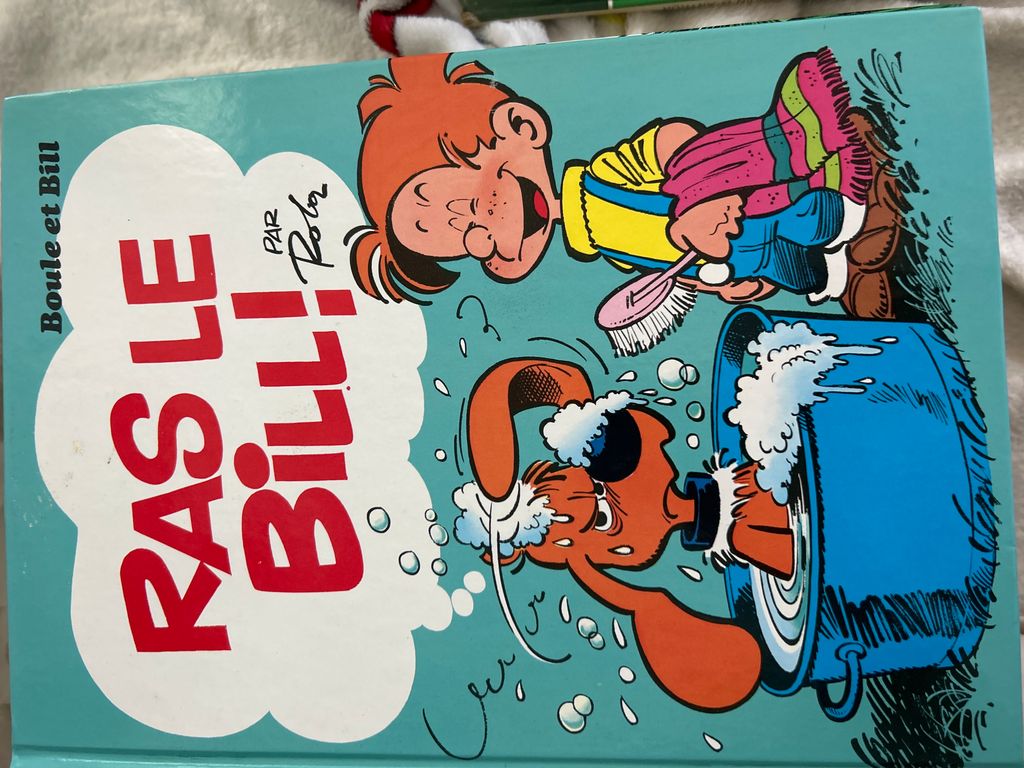 Boule et Bill
RAS LE
BILL!
PAR
Roba